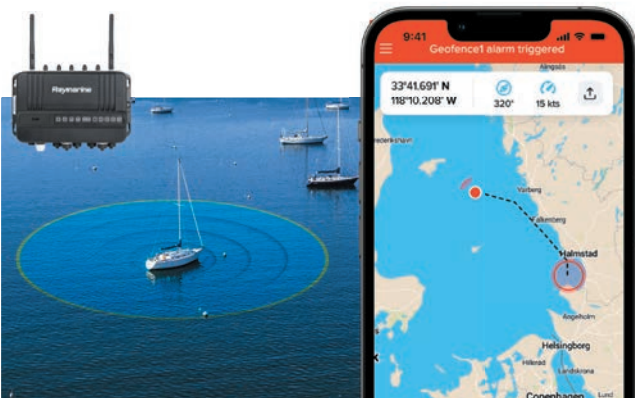 Raymarine
9:41
Geofence1 alarm triggered
33°41.691' N
118°10.208' W
320°
15 kts
Alingsås
Varberg
Falkenberg
Halmstad
Ängelholm
Helsingborg
Hillerød
Landskrona
Copenhagen
Lund